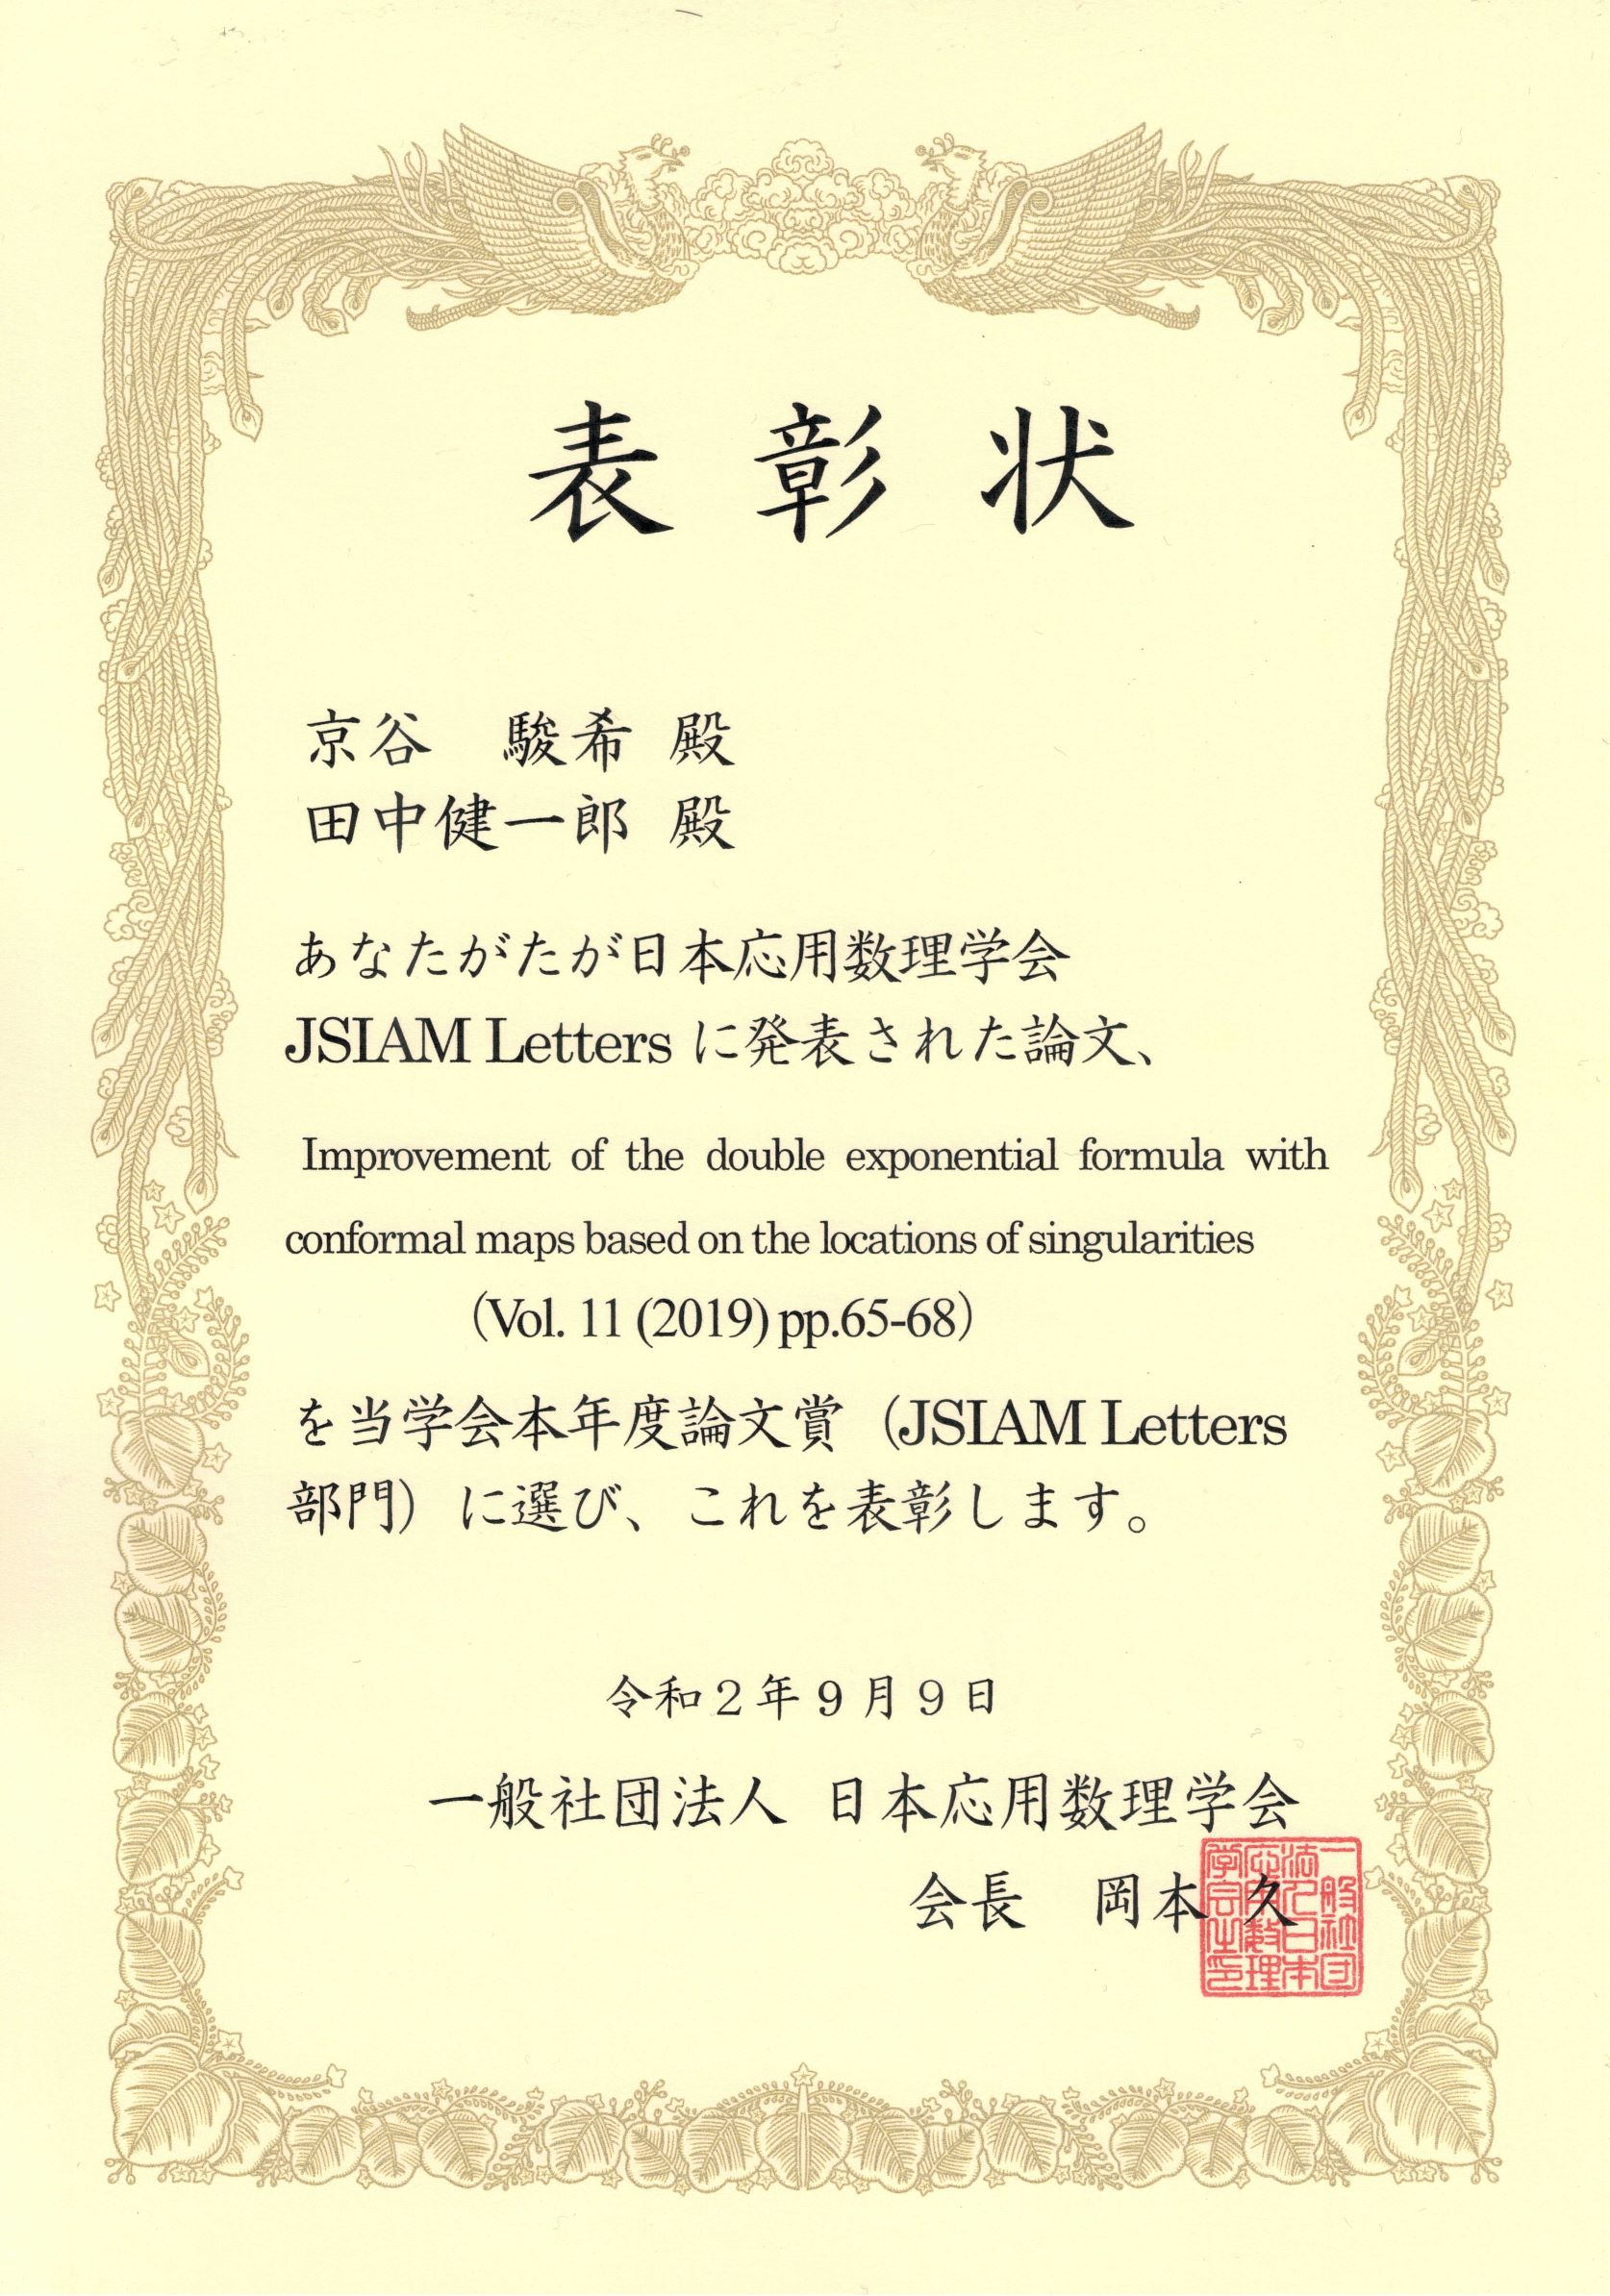 表彰状
京谷　駿希 殿
田中健一郎 殿
あなたがたが日本応用数理学会
JSIAM Letters に発表された論文、
Improvement of the double exponential formula with
conformal maps based on the locations of singularities
（Vol. 11 (2019) pp.65-68）
を当学会本年度論文賞（JSIAM Letters
部門）に選び、これを表彰します。
令和２年９月９日
一般社団法人 日本応用数理学会
会長　岡本 久
一般社団
法人日本
応用数理
学会之印